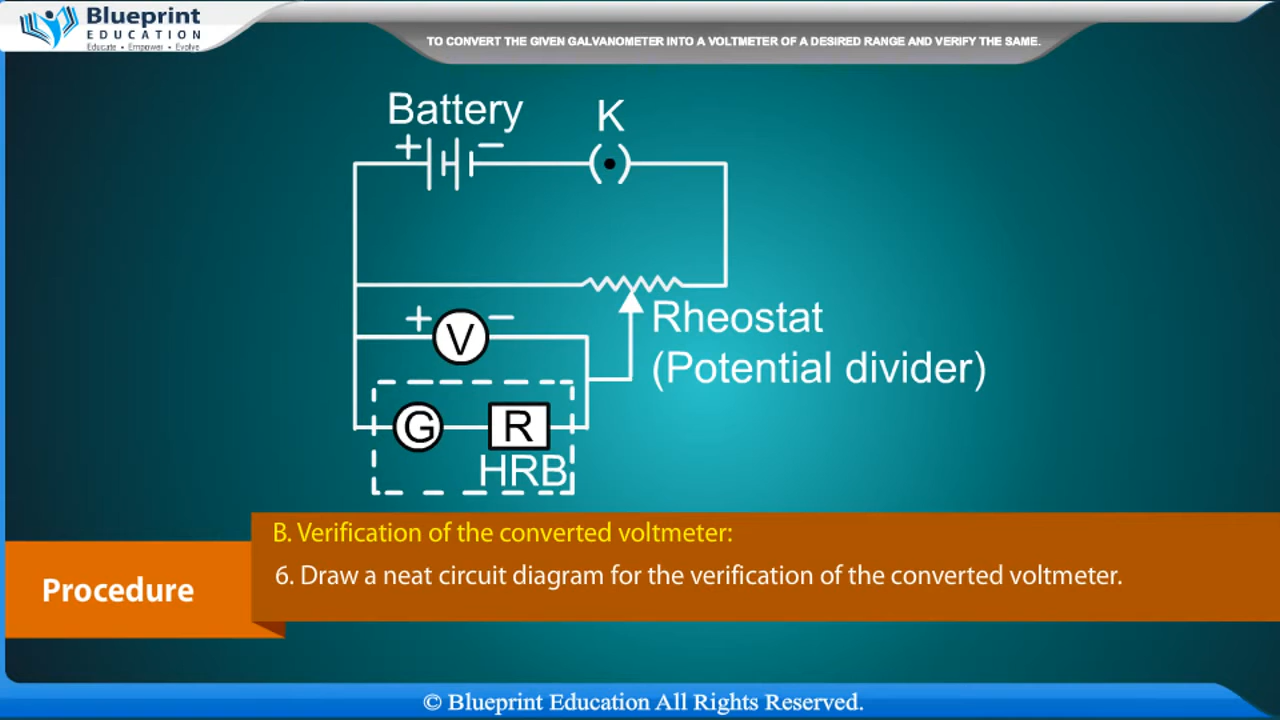 Blueprint
EDUCATION
Educate • Empower • Evolve
TO CONVERT THE GIVEN GALVANOMETER INTO A VOLTMETER OF A DESIRED RANGE AND VERIFY THE SAME.
Battery
K
+ −
( )
Rheostat
(Potential divider)
+ V −
G R
HRB
B. Verification of the converted voltmeter:
6. Draw a neat circuit diagram for the verification of the converted voltmeter.
Procedure
© Blueprint Education All Rights Reserved.